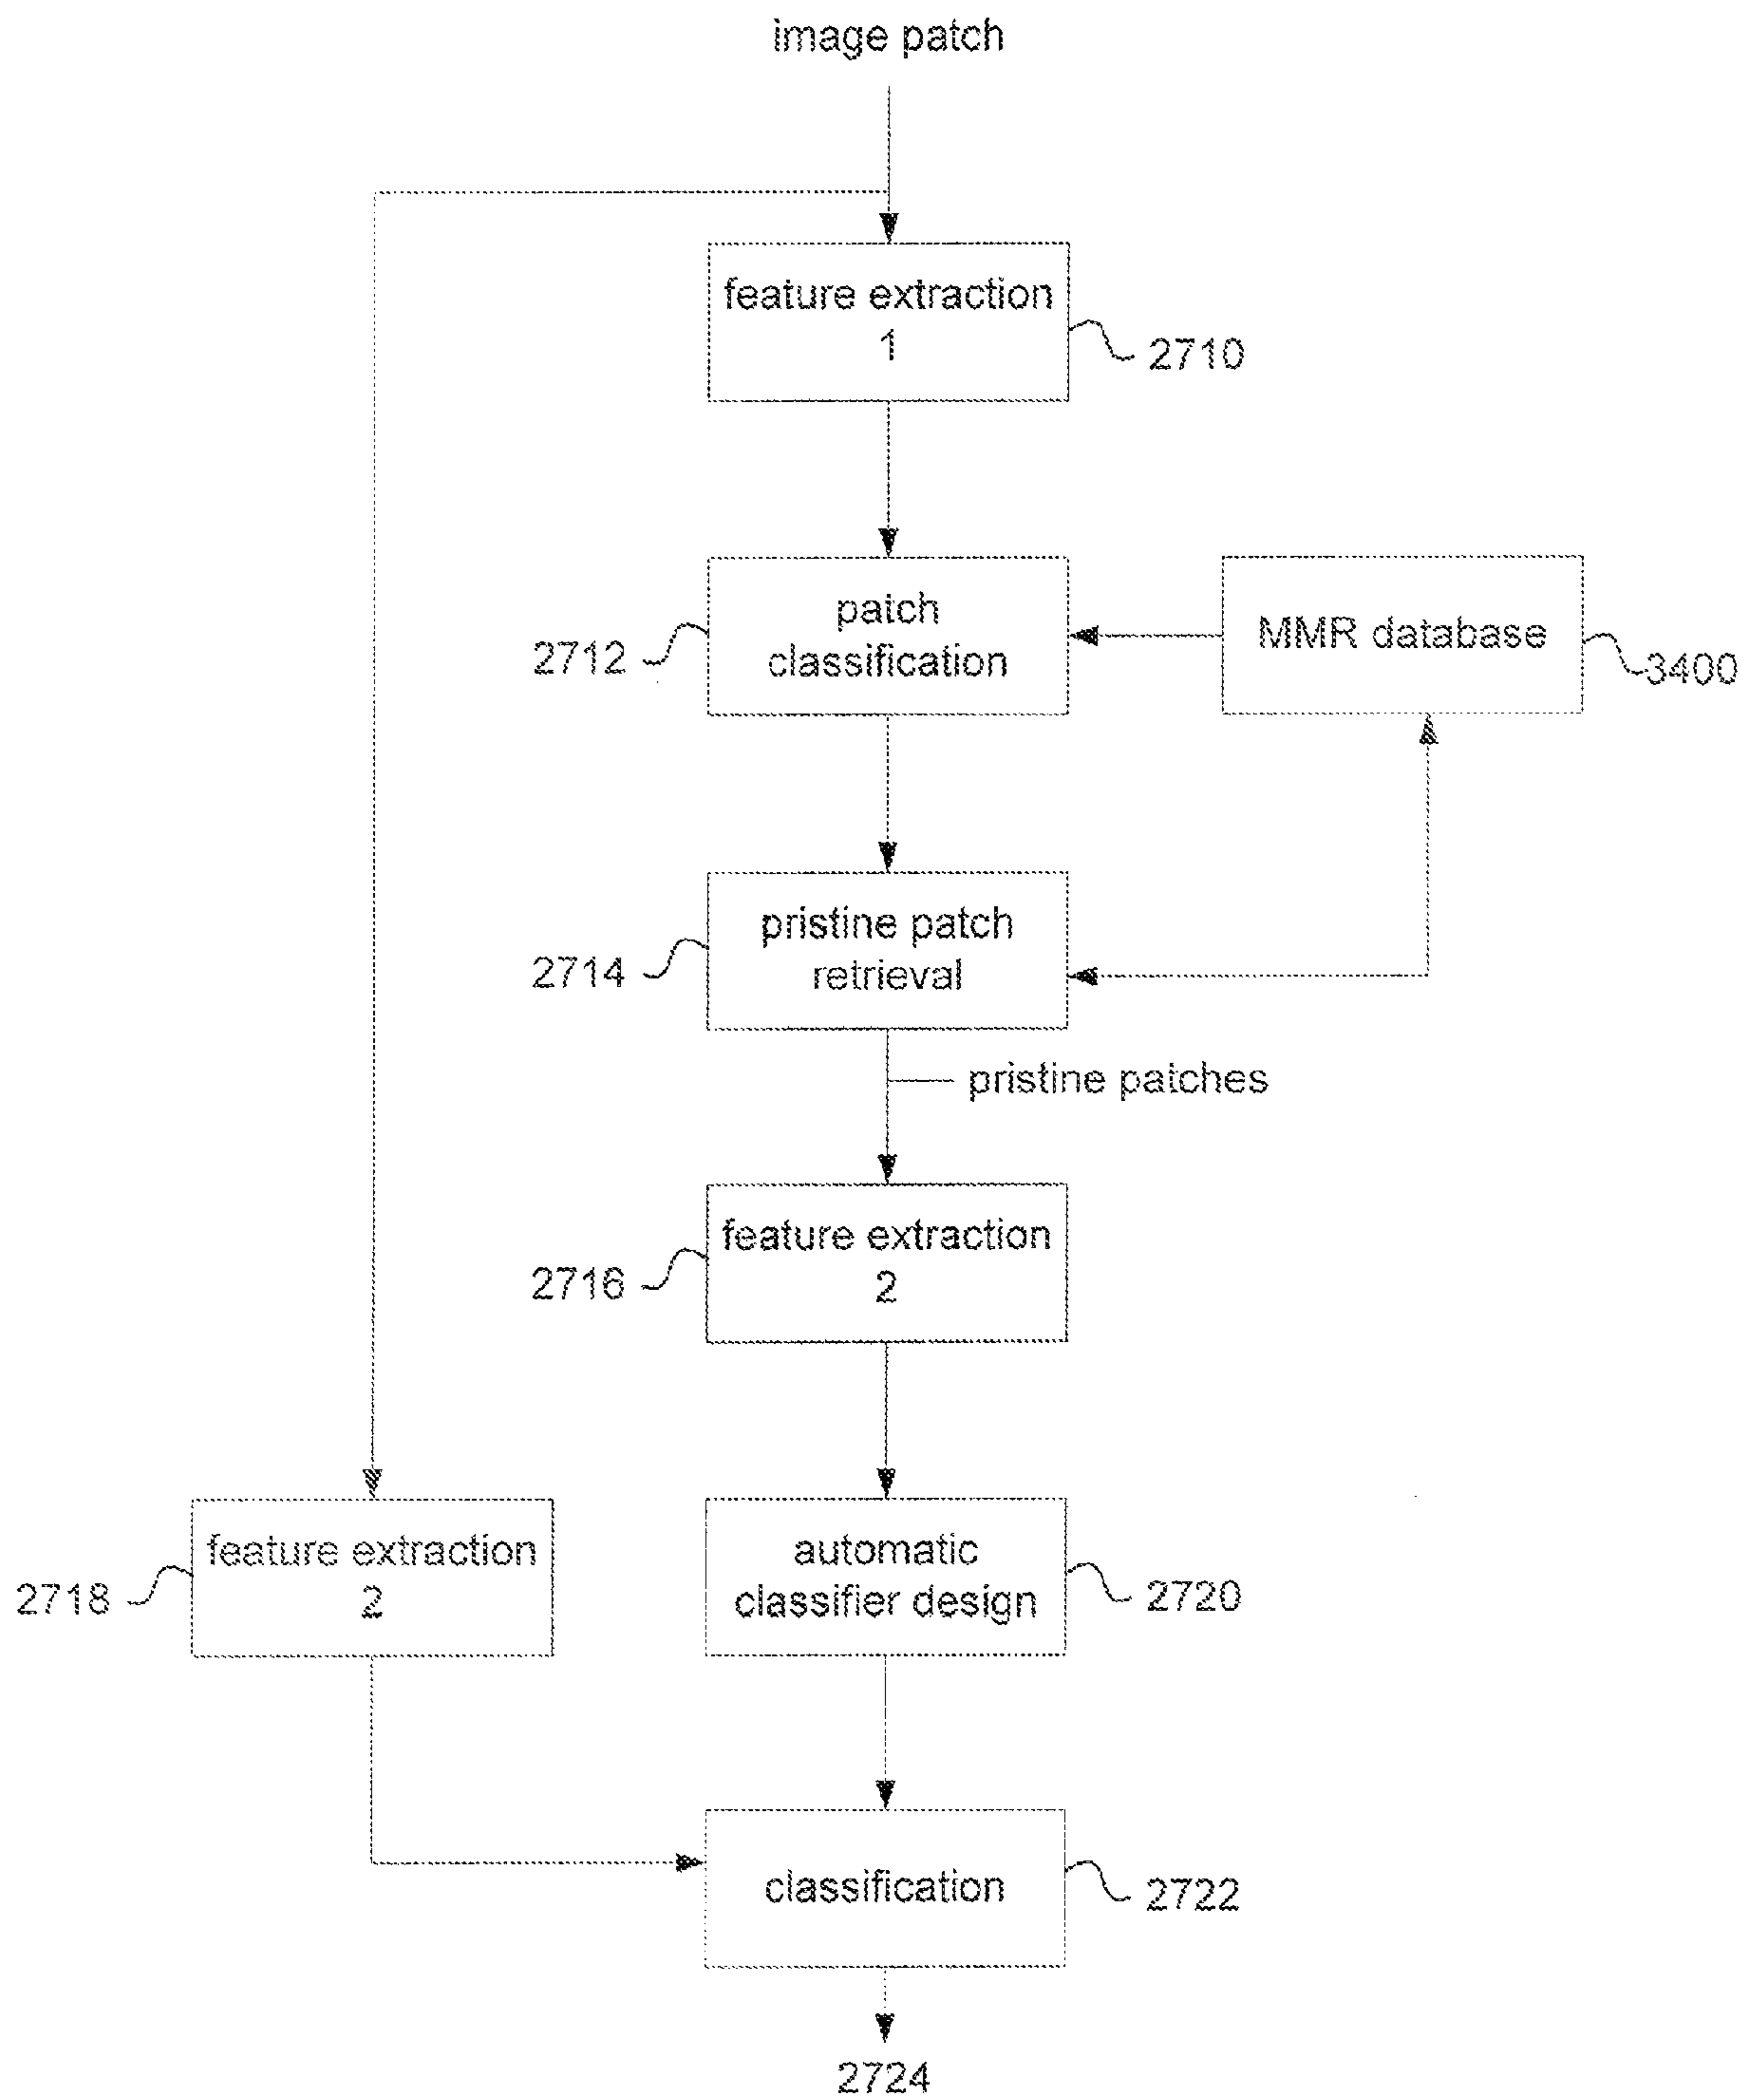 image patch
feature extraction
1
2710
patch
classification
2712
MMR database
3400
pristine patch
retrieval
2714
pristine patches
feature extraction
2
2716
feature extraction
2
2718
automatic
classifier design
2720
classification
2722
2724